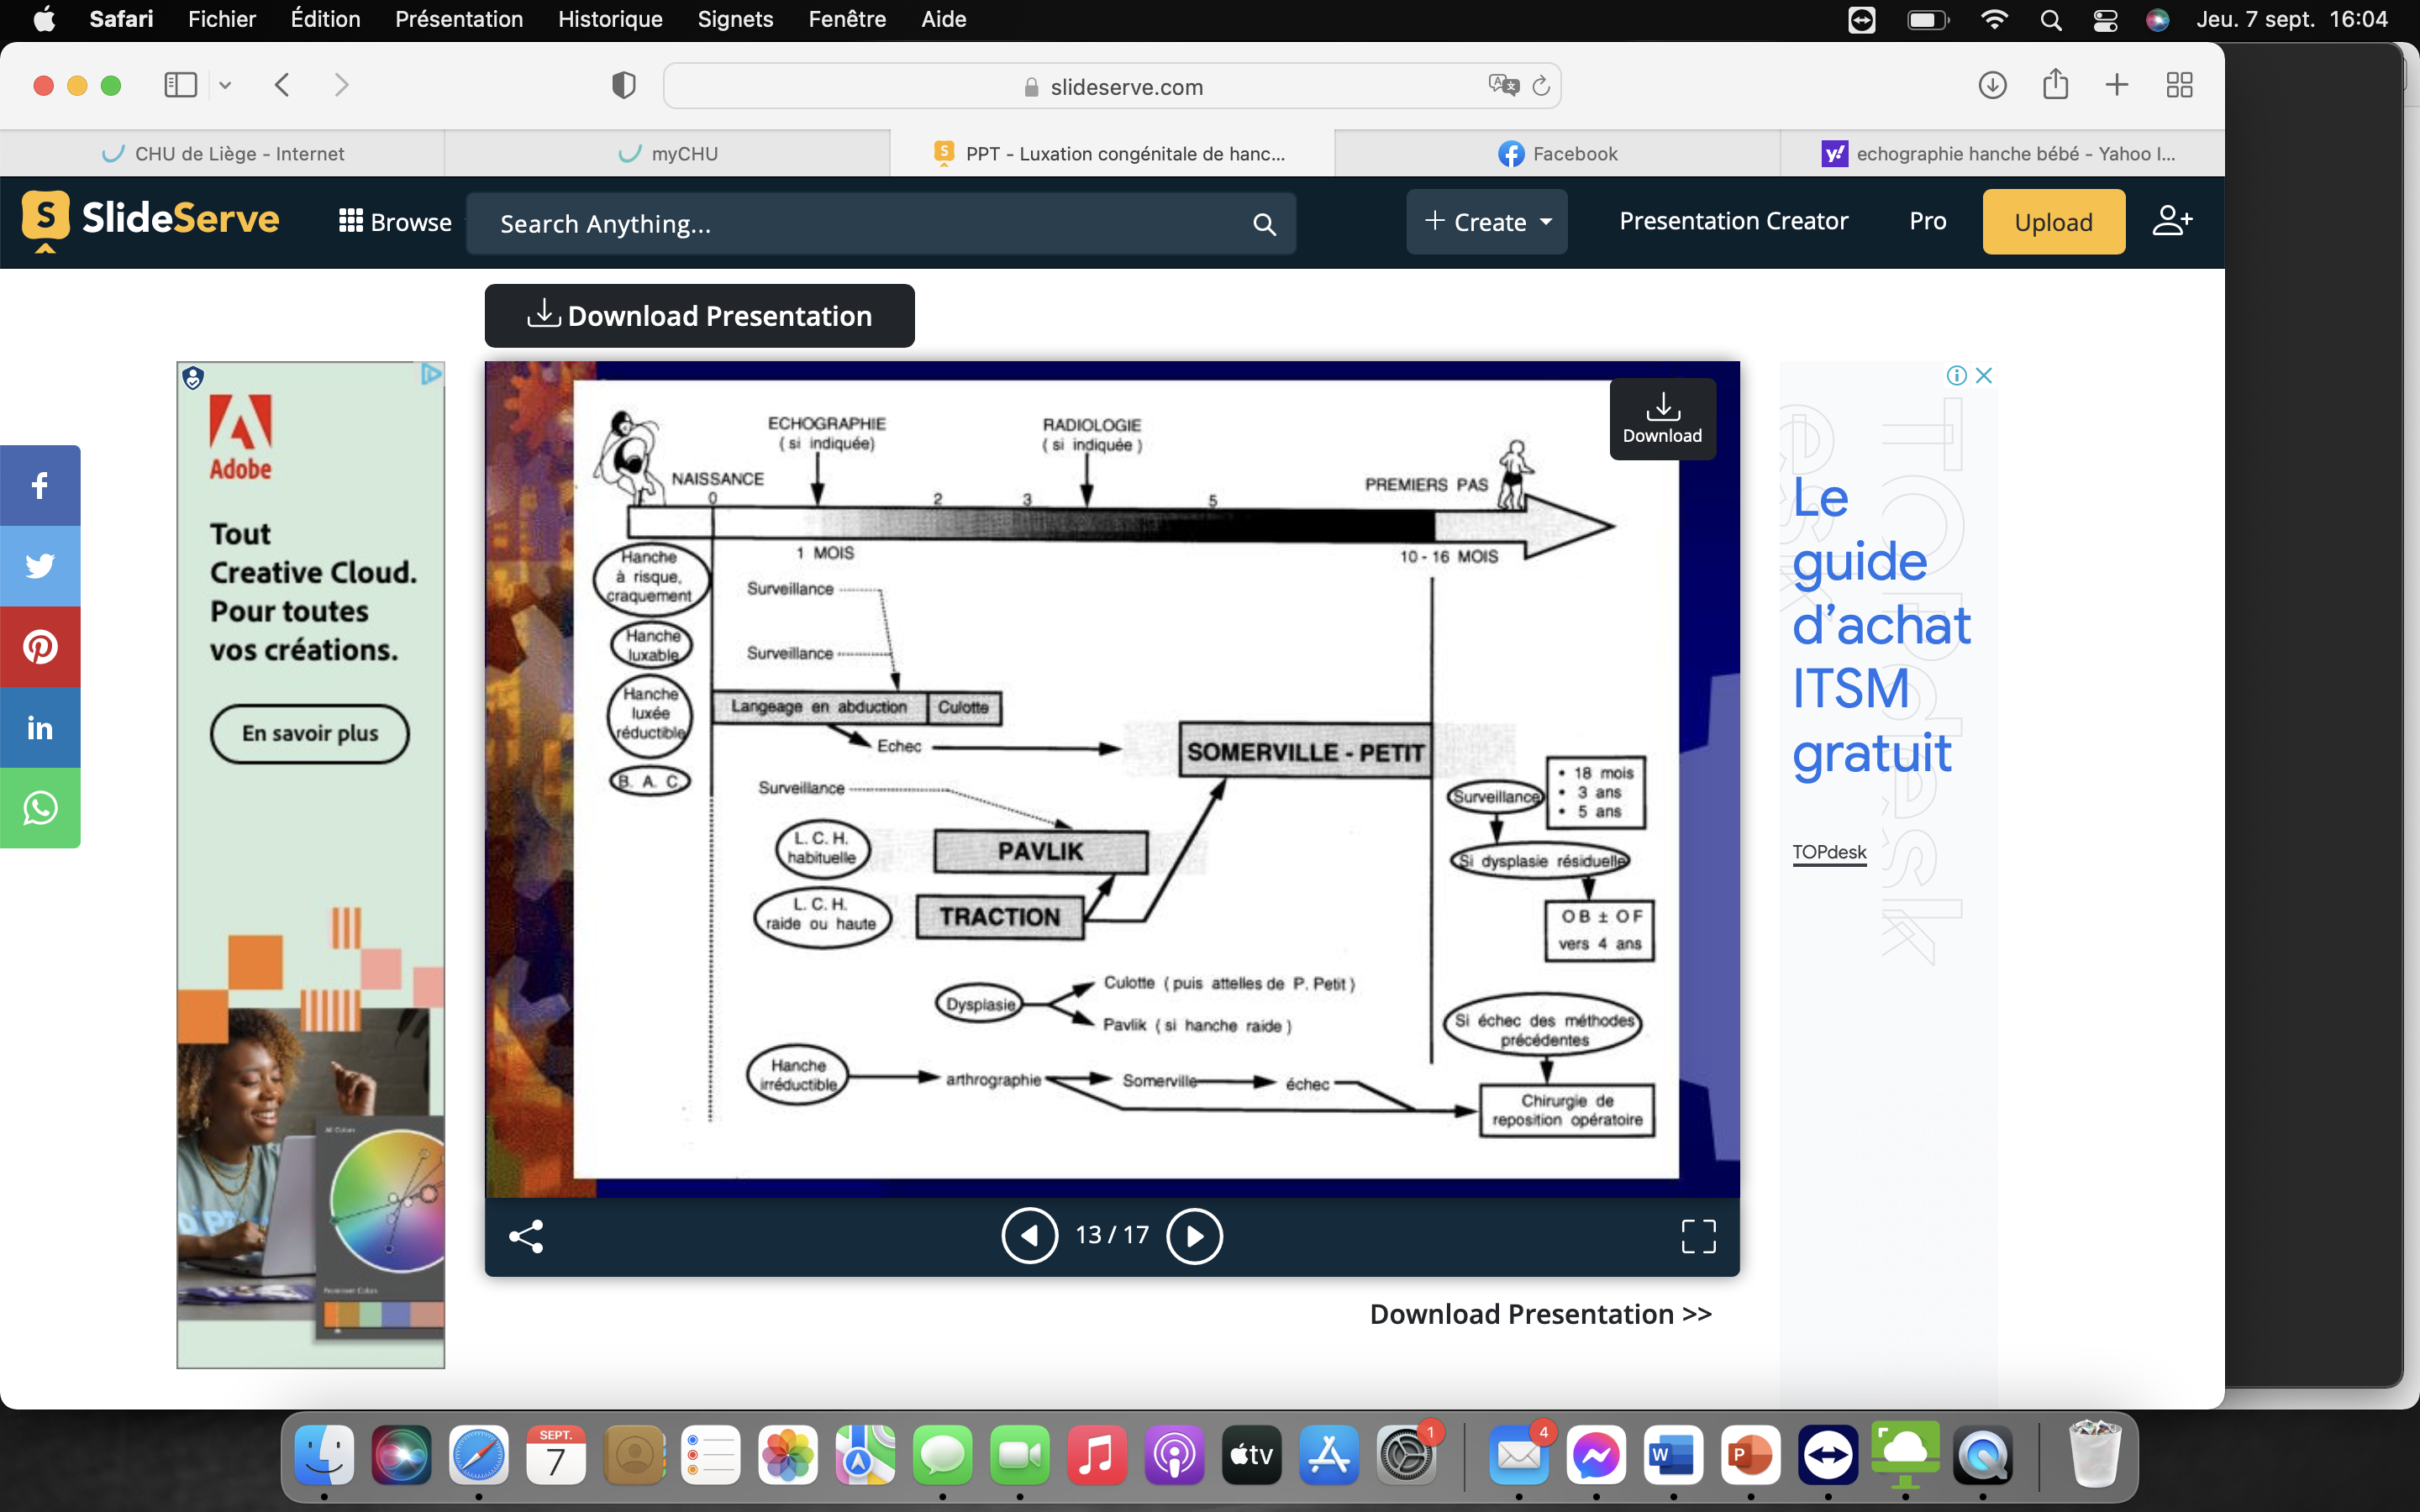 Safari Fichier Édition Présentation Historique Signets Fenêtre Aide
Jeu. 7 sept. 16:04
slideserve.com
CHU de Liège - Internet
myCHU
PPT - Luxation congénitale de hanc...
Facebook
echographie hanche bébé - Yahoo I...
SlideServe
Browse
Search Anything...
+ Create
Presentation Creator
Pro
Upload
Download Presentation
Adobe
Tout
Creative Cloud.
Pour toutes
vos créations.
En savoir plus
Download
ECHOGRAPHIE
( si indiquée)
RADIOLOGIE
( si indiquée )
NAISSANCE
PREMIERS PAS
0 2 3 5
1 MOIS
10 - 16 MOIS
Hanche
à risque,
craquement
Surveillance
Hanche
luxable
Surveillance
Hanche
luxée
réductible
Langeage en abduction
Culotte
Echec
SOMERVILLE - PETIT
B. A. C.
Surveillance
L. C. H.
habituelle
PAVLIK
L. C. H.
raide ou haute
TRACTION
Surveillance
• 18 mois
• 3 ans
• 5 ans
Si dysplasie résiduelle
O B ± O F
vers 4 ans
Dysplasie
Culotte ( puis attelles de P. Petit )
Pavlik ( si hanche raide )
Si échec des méthodes
précédentes
Hanche
irréductible
arthrographie
Somerville
échec
Chirurgie de
reposition opératoire
13 / 17
Download Presentation >>
Le
guide
d’achat
ITSM
gratuit
TOPdesk
TOPdesk
SEPT.
7
tv
1
4
W
P